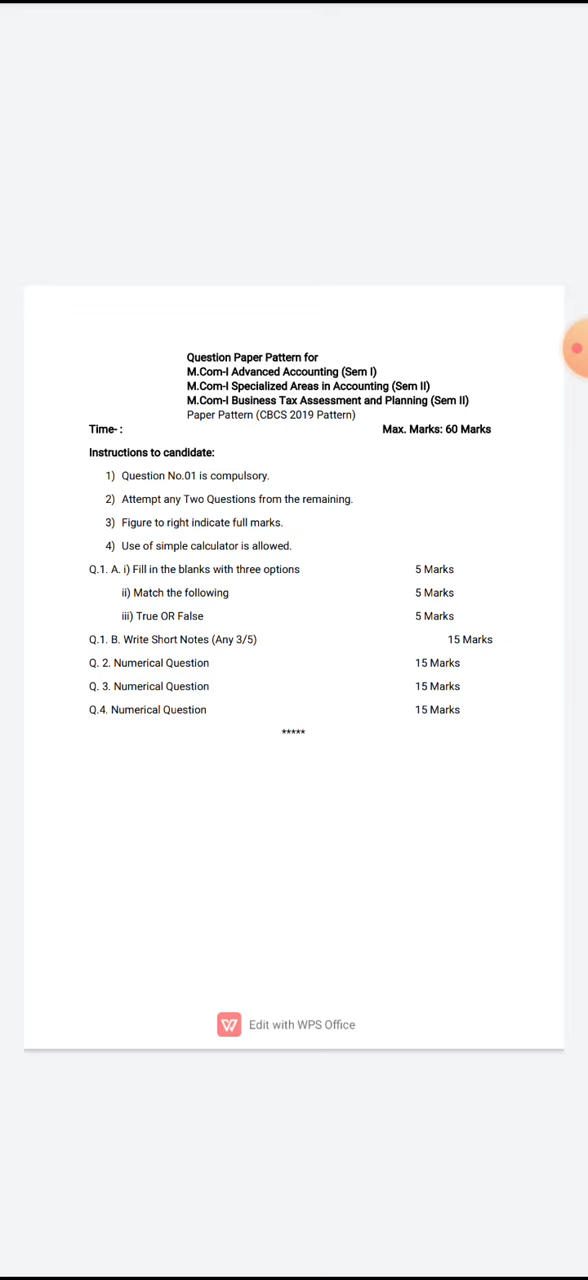 Question Paper Pattern for
M.Com-I Advanced Accounting (Sem I)
M.Com-I Specialized Areas in Accounting (Sem II)
M.Com-I Business Tax Assessment and Planning (Sem II)
Paper Pattern (CBCS 2019 Pattern)
Time- : Max. Marks: 60 Marks
Instructions to candidate:
1) Question No.01 is compulsory.
2) Attempt any Two Questions from the remaining.
3) Figure to right indicate full marks.
4) Use of simple calculator is allowed.
Q.1. A. i) Fill in the blanks with three options 5 Marks
ii) Match the following 5 Marks
iii) True OR False 5 Marks
Q.1. B. Write Short Notes (Any 3/5) 15 Marks
Q. 2. Numerical Question 15 Marks
Q. 3. Numerical Question 15 Marks
Q.4. Numerical Question 15 Marks
*****
Edit with WPS Office